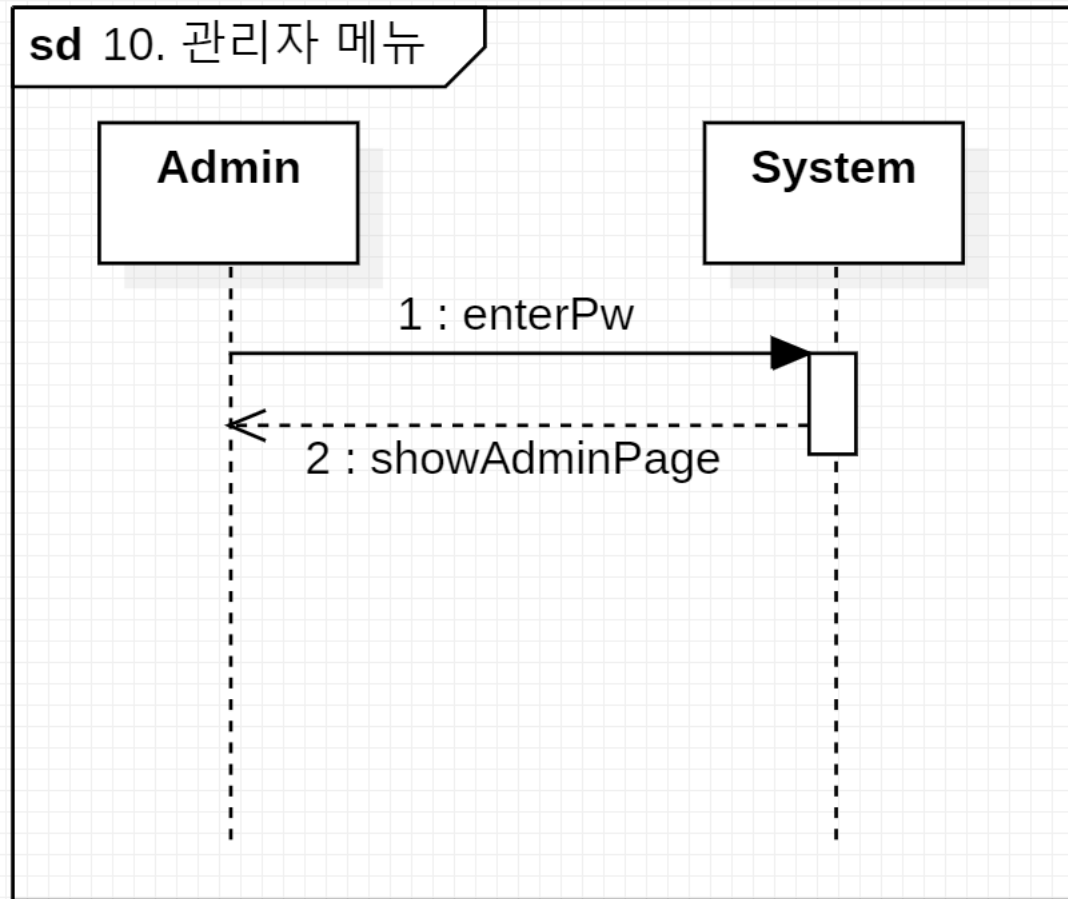 sd 10. 관리자 메뉴
Admin
System
1 : enterPw
2 : showAdminPage